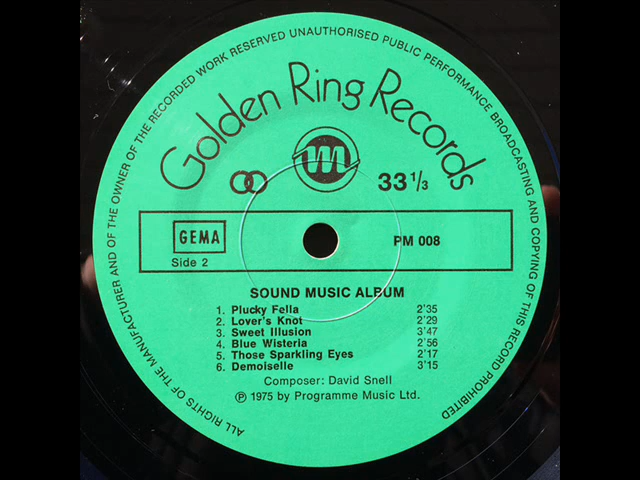 ALL RIGHTS OF THE MANUFACTURER AND OF THE OWNER OF THE RECORDED WORK RESERVED UNAUTHORISED PUBLIC PERFORMANCE BROADCASTING AND COPYING OF THIS RECORD PROHIBITED
Golden Ring Records
m
33 1/3
GEMA
PM 008
Side 2
SOUND MUSIC ALBUM
1. Plucky Fella 2'35
2. Lover's Knot 2'29
3. Sweet Illusion 3'47
4. Blue Wisteria 2'56
5. Those Sparkling Eyes 2'17
6. Demoiselle 3'15
Composer: David Snell
Ⓟ 1975 by Programme Music Ltd.